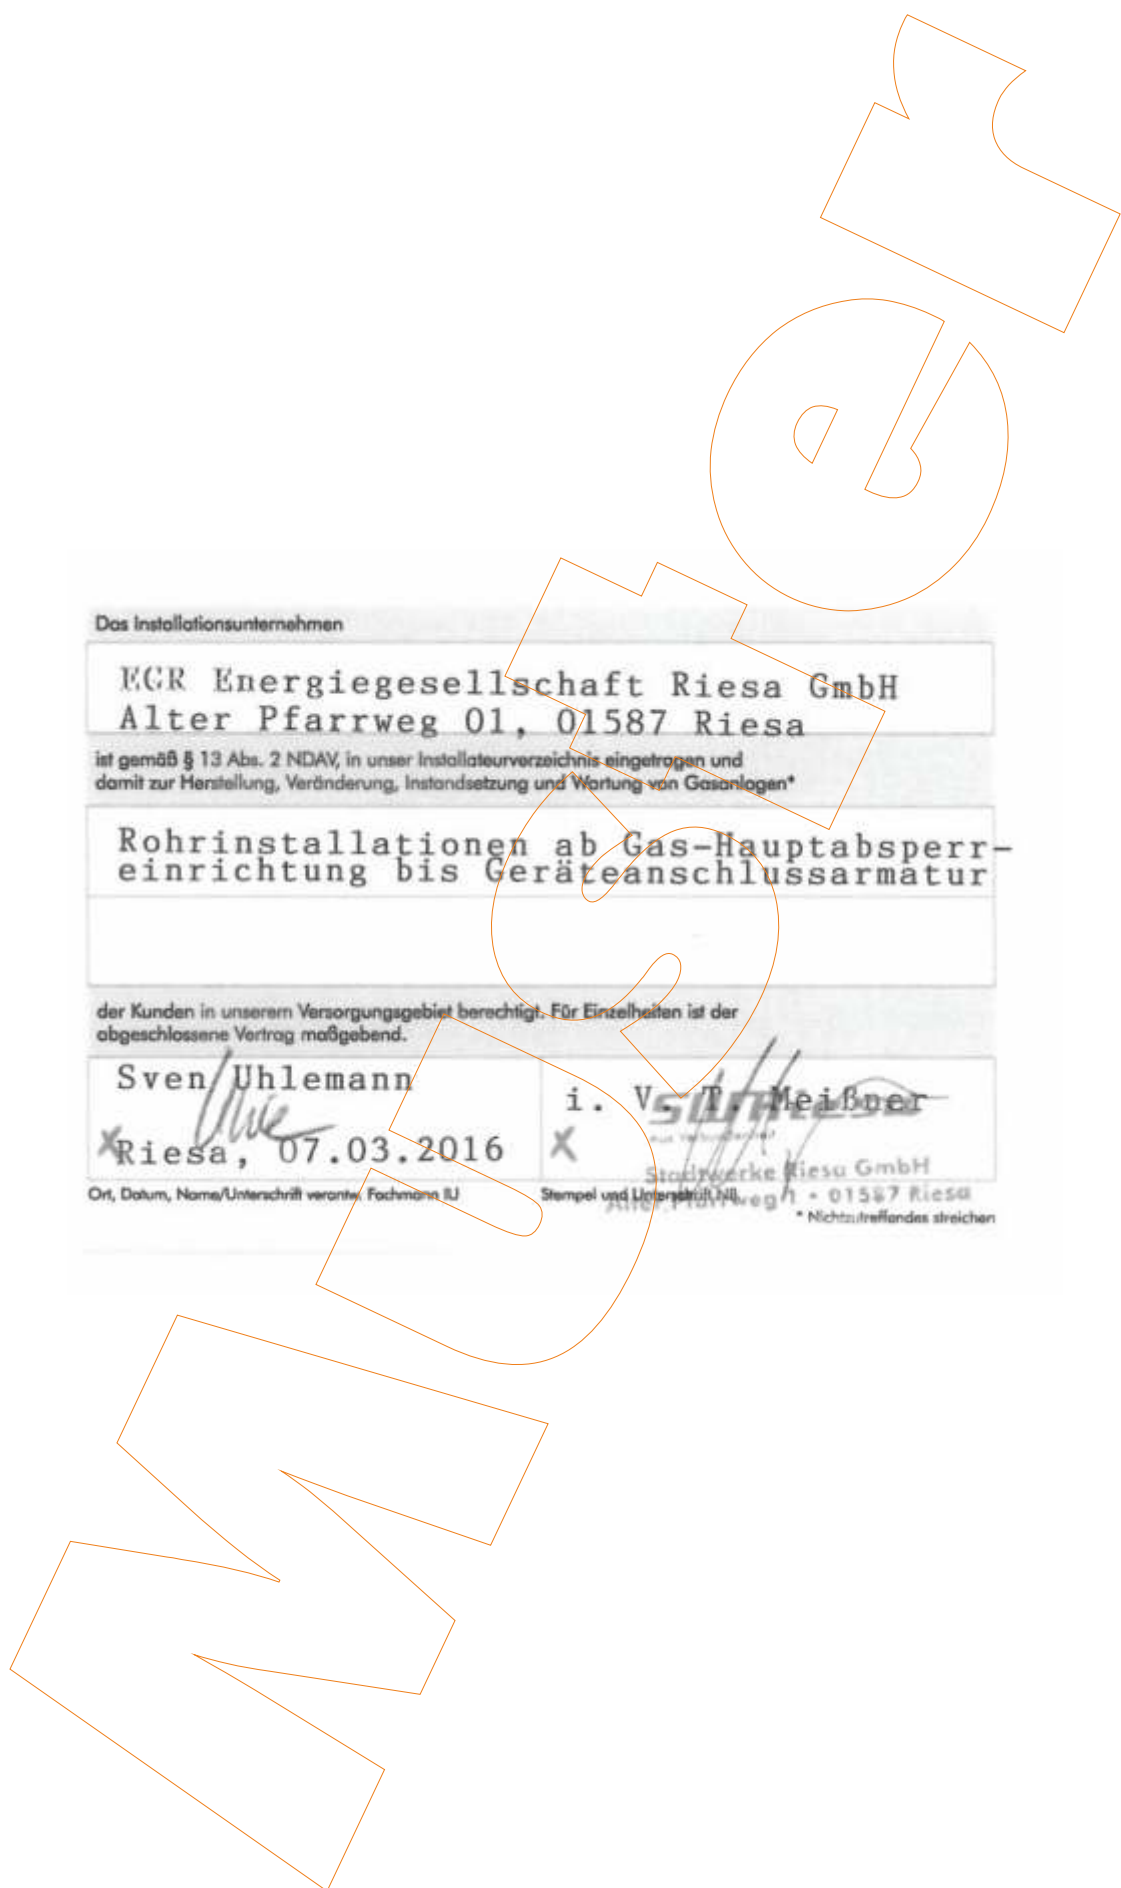 Das Installationsunternehmen
EGR Energiegesellschaft Riesa GmbH
Alter Pfarrweg 01, 01587 Riesa
ist gemäß § 13 Abs. 2 NDAV, in unser Installateurverzeichnis eingetragen und
damit zur Herstellung, Veränderung, Instandsetzung und Wartung von Gasanlagen*
Rohrinstallationen ab Gas-Hauptabsperr-
einrichtung bis Geräteanschlussarmatur
der Kunden in unserem Versorgungsgebiet berechtigt. Für Einzelheiten ist der
abgeschlossene Vertrag maßgebend.
Sven Uhlemann
X Riesa, 07.03.2016
Ort, Datum, Name/Unterschrift verantw. Fachmann IU
i. V. T. Meißner
X
Stadtwerke Riesa GmbH
Alter Pfarrweg 1 • 01587 Riesa
Stempel und Unterschrift NB
* Nichtzutreffendes streichen
Muster